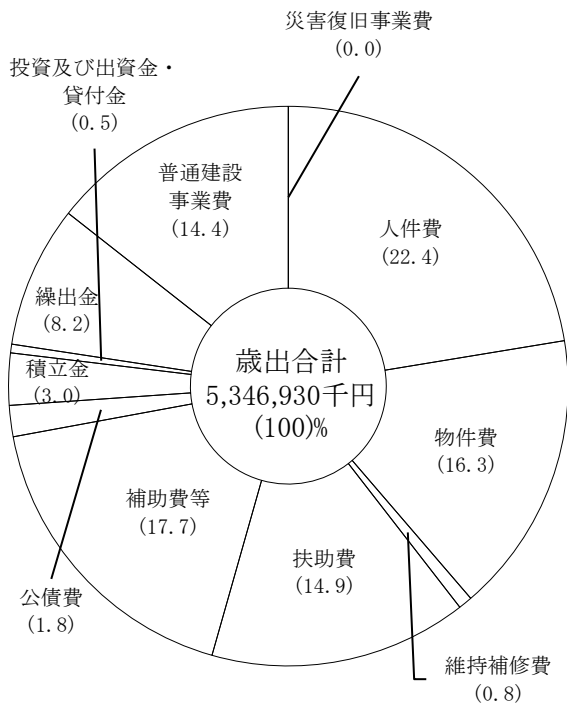 災害復旧事業費
(0.0)
投資及び出資金・
貸付金
(0.5)
普通建設
事業費
(14.4)
人件費
(22.4)
繰出金
(8.2)
積立金
(3.0)
歳出合計
5,346,930千円
(100)%
物件費
(16.3)
補助費等
(17.7)
扶助費
(14.9)
公債費
(1.8)
維持補修費
(0.8)